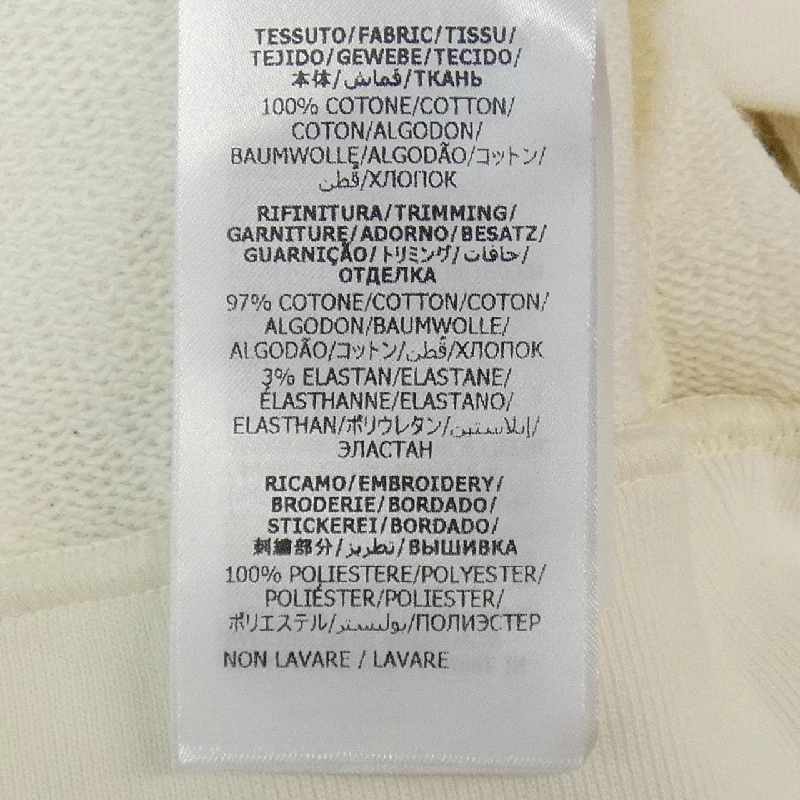 TESSUTO/FABRIC/TISSU/
TEJIDO/GEWEBE/TECIDO/
本体/قماش/ТКАНЬ
100% COTONE/COTTON/
COTON/ALGODON/
BAUMWOLLE/ALGODÃO/コットン/
قُطن/ХЛОПОК
RIFINITURA/TRIMMING/
GARNITURE/ADORNO/BESATZ/
GUARNIÇÃO/トリミング/حافات/
ОТДЕЛКА
97% COTONE/COTTON/COTON/
ALGODON/BAUMWOLLE/
ALGODÃO/コットン/قُطن/ХЛОПОК
3% ELASTAN/ELASTANE/
ÉLASTHANNE/ELASTANO/
ELASTHAN/ポリウレタン/إيلاستين/
ЭЛАСТАН
RICAMO/EMBROIDERY/
BRODERIE/BORDADO/
STICKEREI/BORDADO/
刺繍部分/تطريز/ВЫШИВКА
100% POLIESTERE/POLYESTER/
POLIÉSTER/POLIESTER/
ポリエステル/بوليستر/ПОЛИЭСТЕР
NON LAVARE / LAVARE